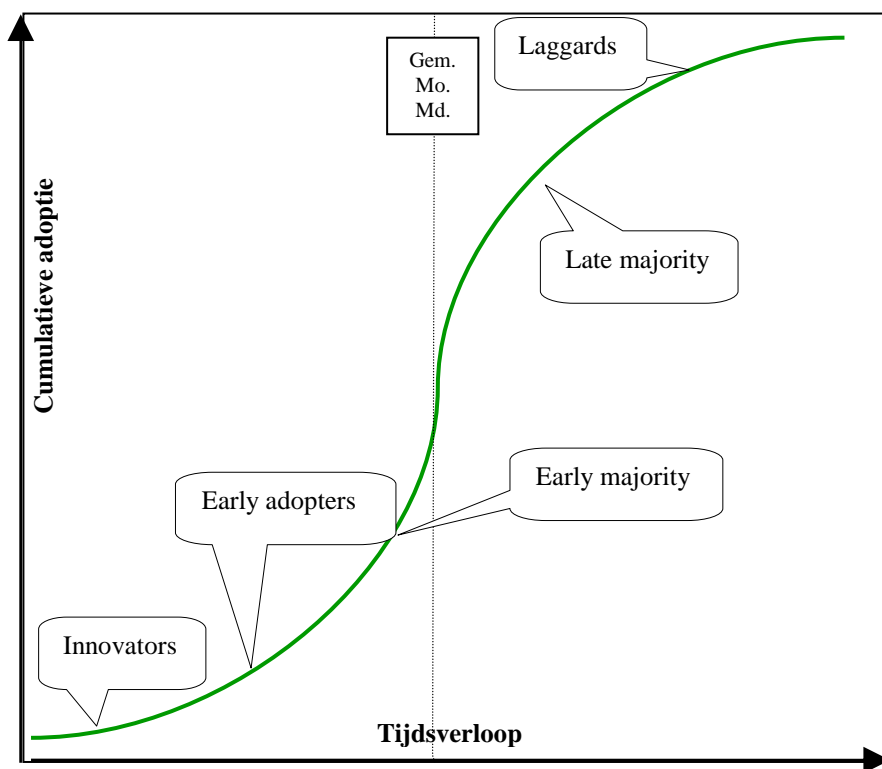 Laggards
Gem.
Mo.
Md.
Cumulatieve adoptie
Late majority
Early majority
Early adopters
Innovators
Tijdsverloop